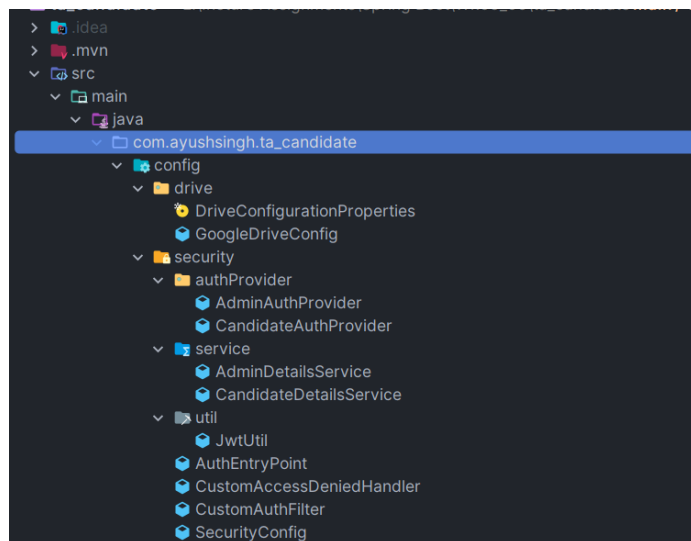 .idea
.mvn
src
main
java
com.ayushsingh.ta_candidate
config
drive
DriveConfigurationProperties
GoogleDriveConfig
security
authProvider
AdminAuthProvider
CandidateAuthProvider
service
AdminDetailsService
CandidateDetailsService
util
JwtUtil
AuthEntryPoint
CustomAccessDeniedHandler
CustomAuthFilter
SecurityConfig